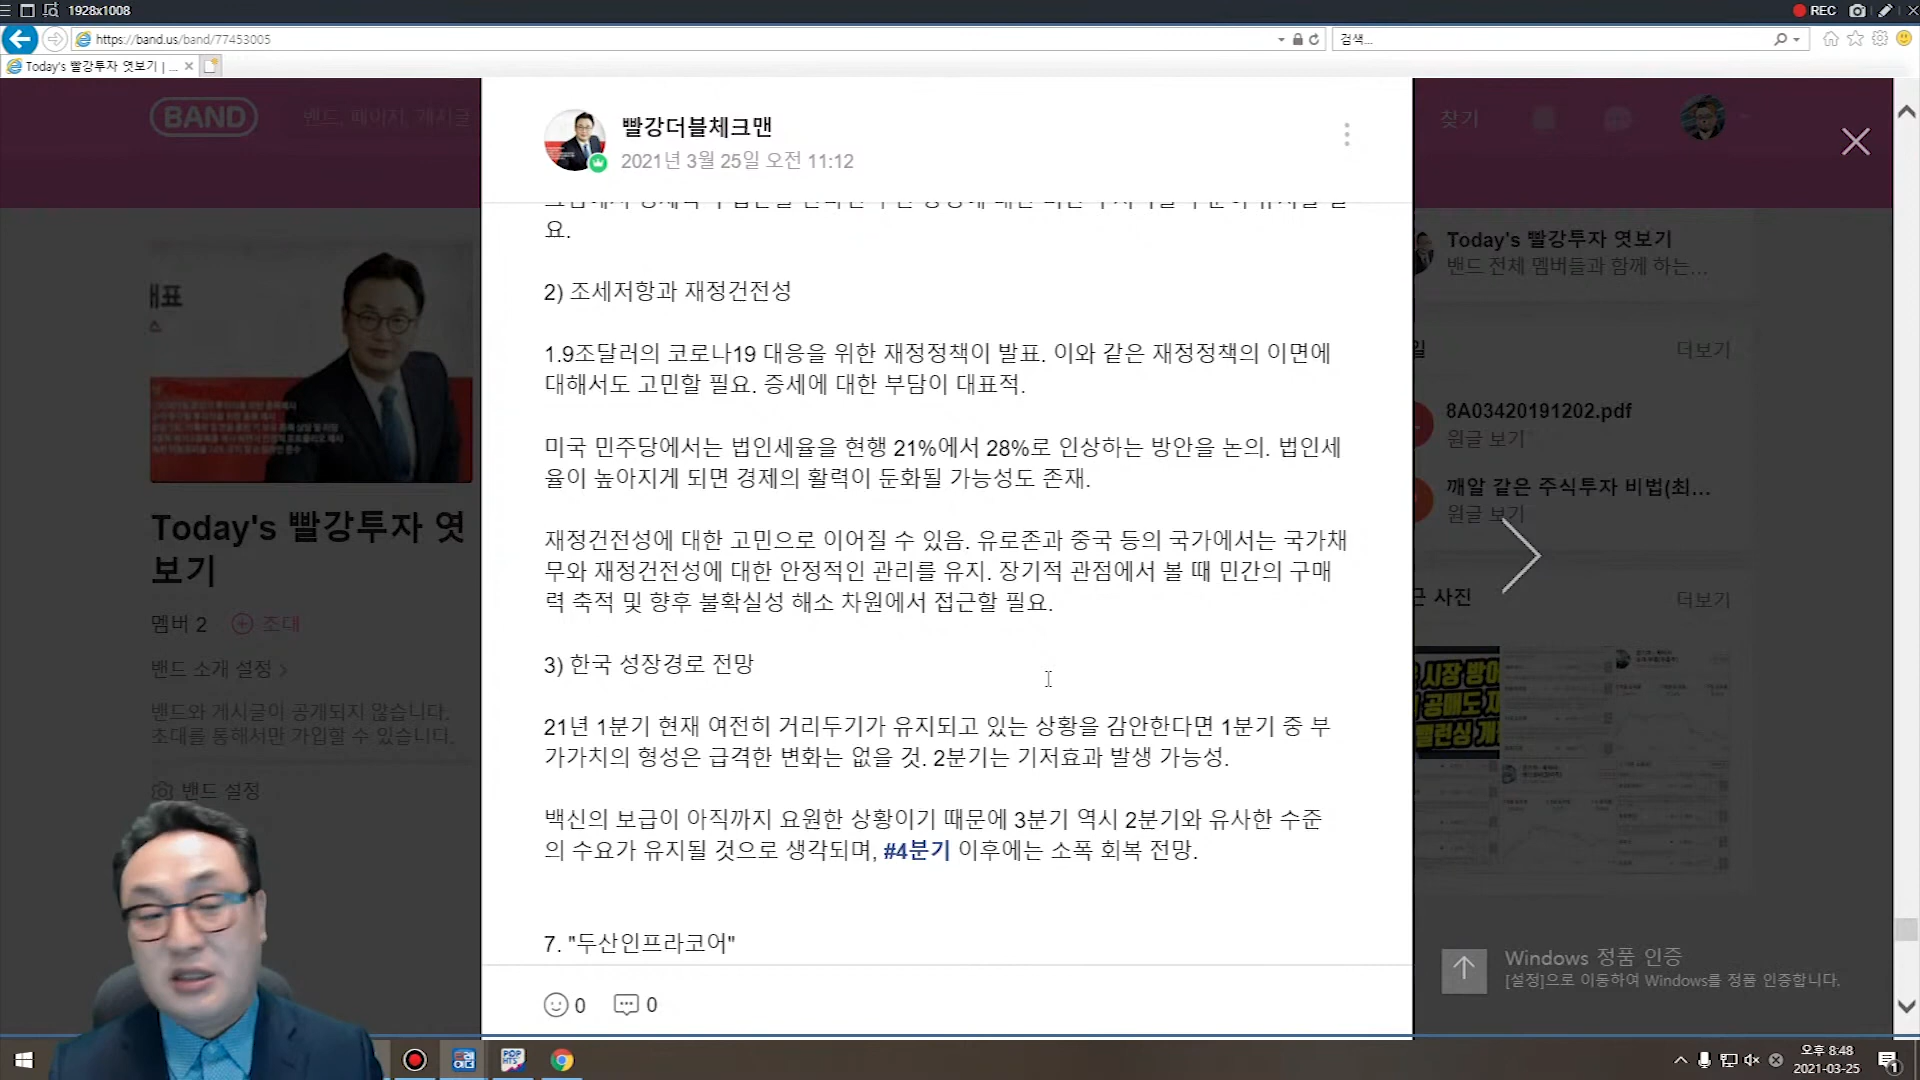 1928x1008
REC
https://band.us/band/77453005
검색...
Today's 빨강투자 엿보기 | ...
BAND
밴드, 페이지, 게시글
찾기
빨강더블체크맨
2021년 3월 25일 오전 11:12
요.
2) 조세저항과 재정건전성
1.9조달러의 코로나19 대응을 위한 재정정책이 발표. 이와 같은 재정정책의 이면에
대해서도 고민할 필요. 증세에 대한 부담이 대표적.
미국 민주당에서는 법인세율을 현행 21%에서 28%로 인상하는 방안을 논의. 법인세
율이 높아지게 되면 경제의 활력이 둔화될 가능성도 존재.
재정건전성에 대한 고민으로 이어질 수 있음. 유로존과 중국 등의 국가에서는 국가채
무와 재정건전성에 대한 안정적인 관리를 유지. 장기적 관점에서 볼 때 민간의 구매
력 축적 및 향후 불확실성 해소 차원에서 접근할 필요.
3) 한국 성장경로 전망
21년 1분기 현재 여전히 거리두기가 유지되고 있는 상황을 감안한다면 1분기 중 부
가가치의 형성은 급격한 변화는 없을 것. 2분기는 기저효과 발생 가능성.
백신의 보급이 아직까지 요원한 상황이기 때문에 3분기 역시 2분기와 유사한 수준
의 수요가 유지될 것으로 생각되며, #4분기 이후에는 소폭 회복 전망.
7. "두산인프라코어"
0
0
Today's 빨강투자 엿
보기
멤버 2
초대
밴드 소개 설정 >
밴드와 게시글이 공개되지 않습니다.
초대를 통해서만 가입할 수 있습니다.
밴드 설정
Today's 빨강투자 엿보기
밴드 전체 멤버들과 함께 하는...
더보기
8A03420191202.pdf
원글 보기
깨알 같은 주식투자 비법(최...
원글 보기
사진
더보기
Windows 정품 인증
[설정]으로 이동하여 Windows를 정품 인증합니다.
POP
HTS
오후 8:48
2021-03-25
1